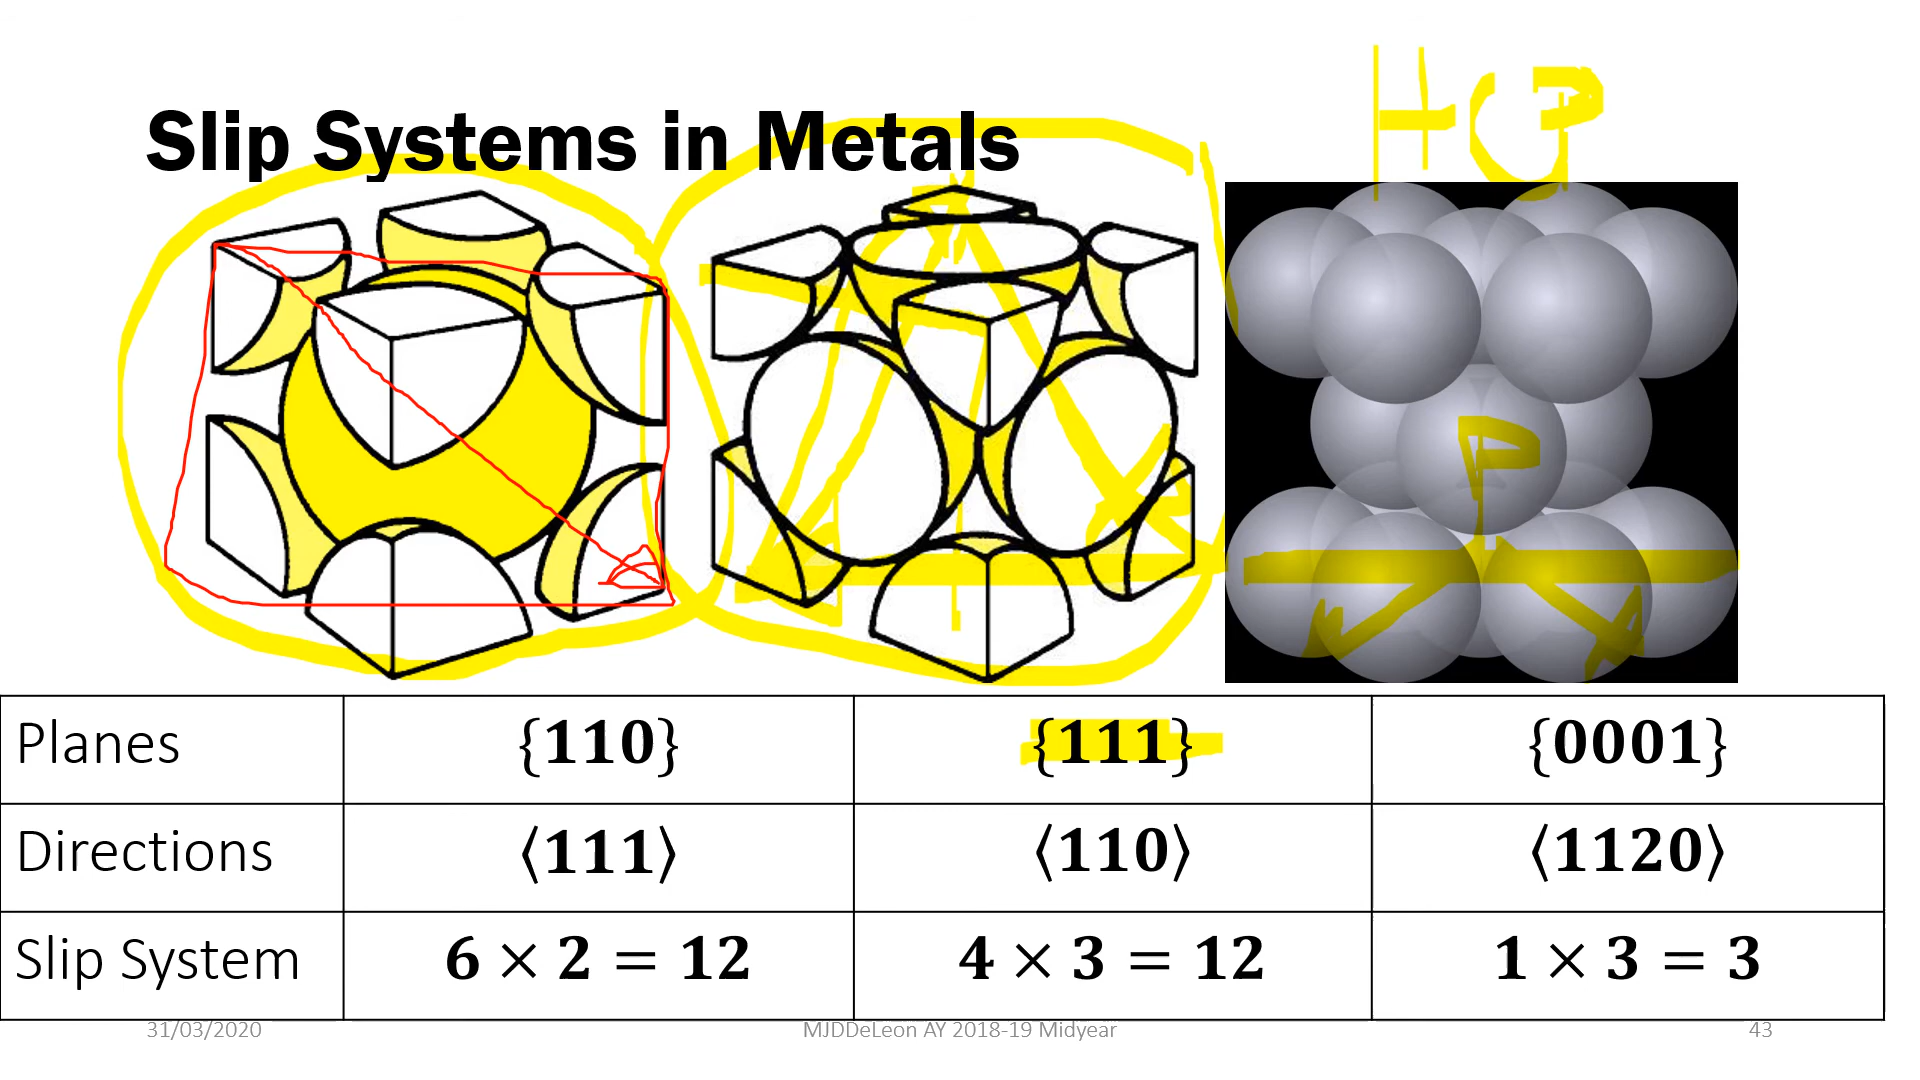 HCP
Slip Systems in Metals
P
Planes {110} {111} {0001}
Directions ⟨111⟩ ⟨110⟩ ⟨1120⟩
Slip System 6 × 2 = 12 4 × 3 = 12 1 × 3 = 3
31/03/2020 MJDDeLeon AY 2018-19 Midyear 43